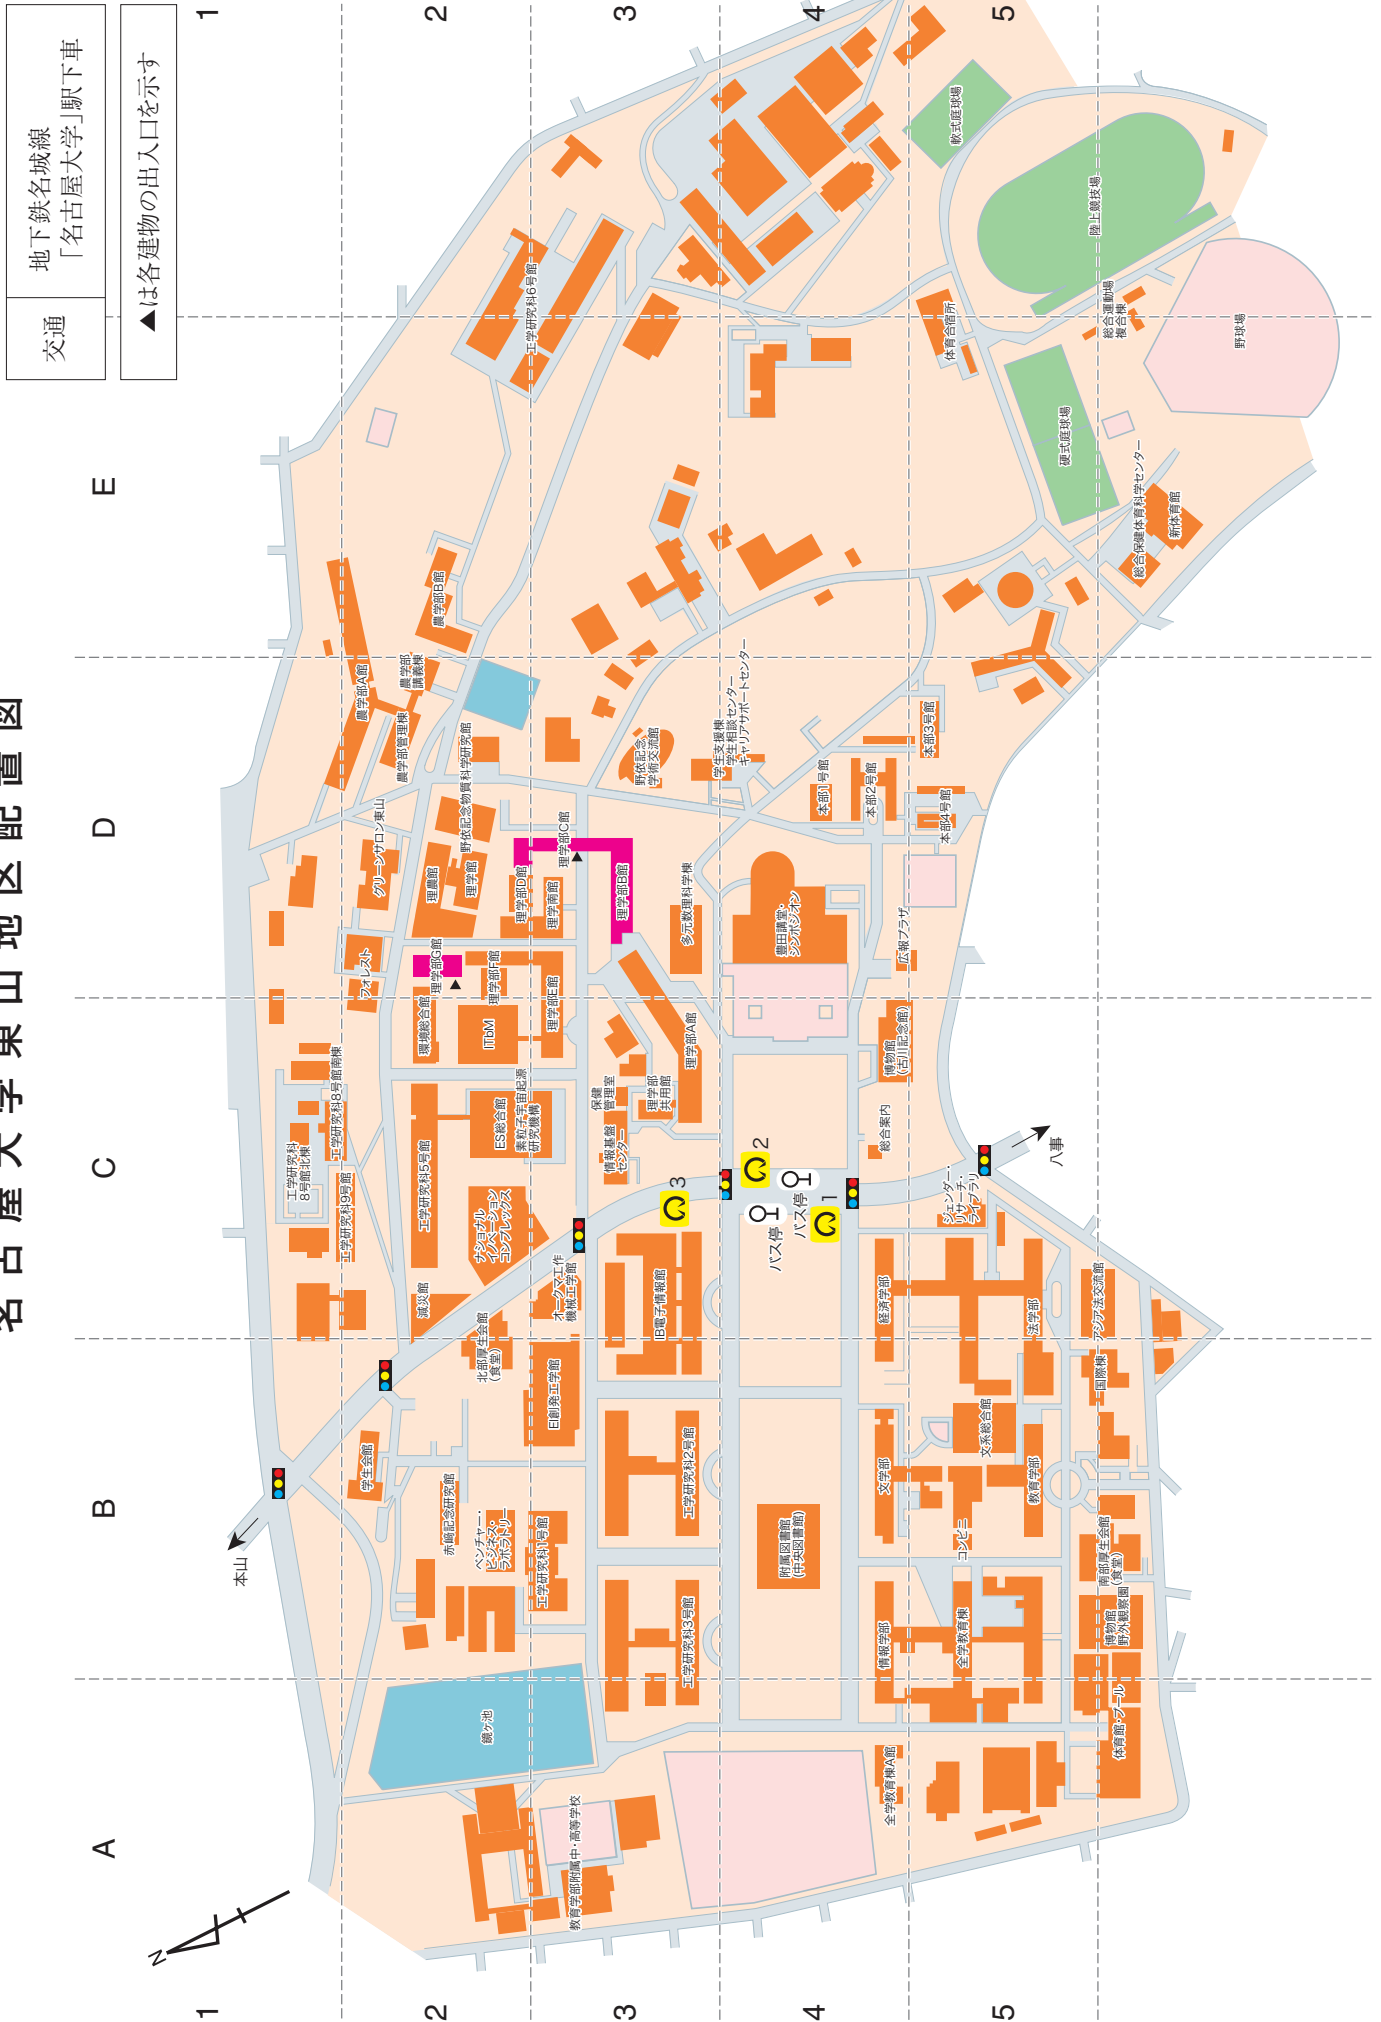 名古屋大学東山地区配置図
交通
地下鉄名城線
「名古屋大学」駅下車
▲は各建物の出入口を示す
A
B
C
D
E
1
2
3
4
5
1
2
3
4
5
N
本山
八事
工学研究科
8号館北棟
工学研究科8号館南棟
工学研究科9号館
フォレスト
グリーンサロン東山
農学部A館
農学部管理棟
農学部
講義棟
農学部B館
学生会館
減災館
工学研究科5号館
環境総合館
理学部G館
理農館
理学館
野依記念物質科学研究館
赤﨑記念研究館
ベンチャー・
ビジネス・
ラボラトリー
北部厚生会館
(食堂)
ナショナル
イノベーション
コンプレックス
ES総合館
素粒子宇宙起源
研究機構
ITbM
理学部F館
理学部E館
理学部D館
理学南館
理学部C館
工学研究科6号館
鏡ヶ池
工学研究科1号館
EI創発工学館
オークマ工作
機械工学館
教育学部附属中・高等学校
情報基盤
センター
保健
管理室
理学部
共用館
理学部A館
理学部B館
多元数理科学棟
野依記念
学術交流館
工学研究科3号館
工学研究科2号館
IB電子情報館
3
2
1
バス停
バス停
附属図書館
(中央図書館)
豊田講堂・
シンポジオン
学生支援棟
学生相談センター
キャリアサポートセンター
本部1号館
本部2号館
本部3号館
本部4号館
広報プラザ
博物館
(古川記念館)
総合案内
全学教育棟A館
情報学部
文学部
経済学部
ジェンダー・
リサーチ・
ライブラリ
全学教育棟
コンビニ
文系総合館
教育学部
法学部
体育館・プール
博物館
野外観察園
南部厚生会館
(食堂)
国際棟
アジア法交流館
体育合宿所
軟式庭球場
陸上競技場
総合運動場
複合棟
野球場
硬式庭球場
総合保健体育科学センター
新体育館